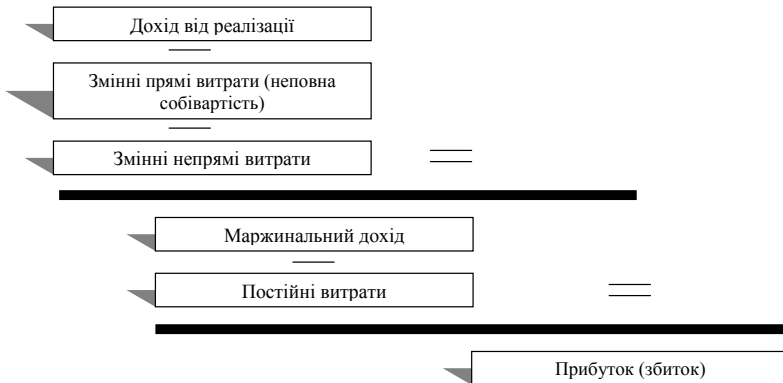 Дохід від реалізації
Змінні прямі витрати (неповна
собівартість)
Змінні непрямі витрати
Маржинальний дохід
Постійні витрати
Прибуток (збиток)